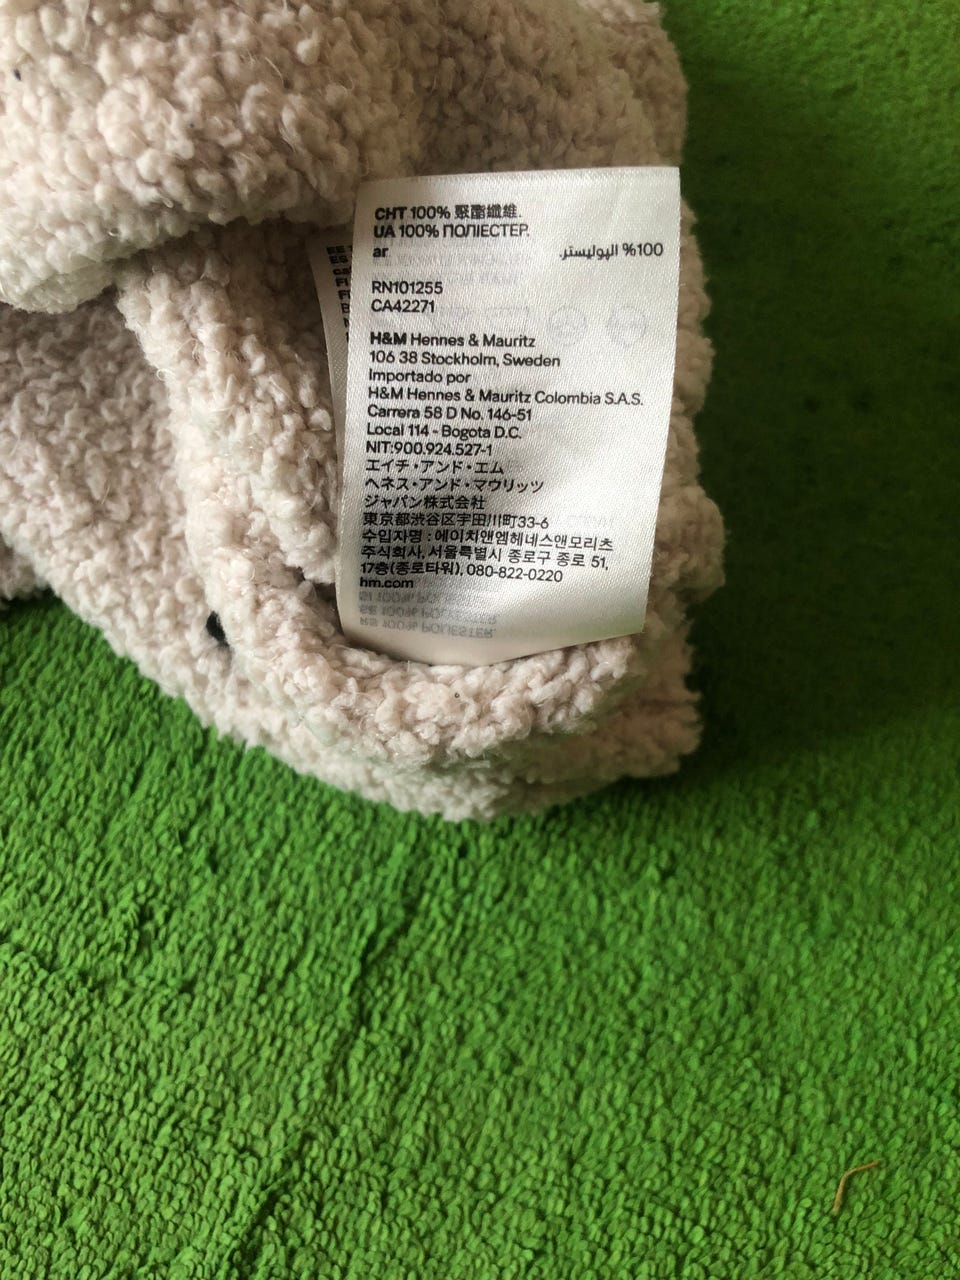 CHT 100% 聚酯纖維.
UA 100% ПОЛІЕСТЕР.
ar
100% البوليستر.
RN101255
CA42271
H&M Hennes & Mauritz
106 38 Stockholm, Sweden
Importado por
H&M Hennes & Mauritz Colombia S.A.S.
Carrera 58 D No. 146-51
Local 114 - Bogota D.C.
NIT:900.924.527-1
エイチ・アンド・エム
ヘネス・アンド・マウリッツ
ジャパン株式会社
東京都渋谷区宇田川町33-6
수입자명 : 에이치앤엠헤네스앤모리츠
주식회사, 서울특별시 종로구 종로 51,
17층(종로타워), 080-822-0220
hm.com